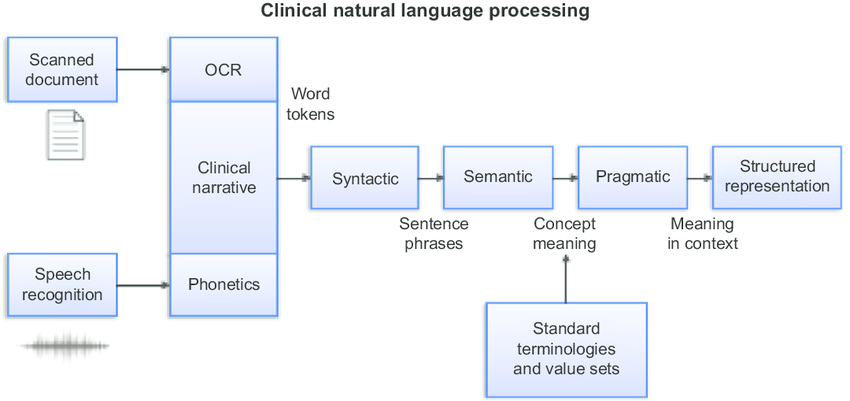 Clinical natural language processing
Scanned
document
OCR
Word
tokens
Clinical
narrative
Syntactic
Semantic
Pragmatic
Structured
representation
Sentence
phrases
Concept
meaning
Meaning
in context
Speech
recognition
Phonetics
Standard
terminologies
and value sets